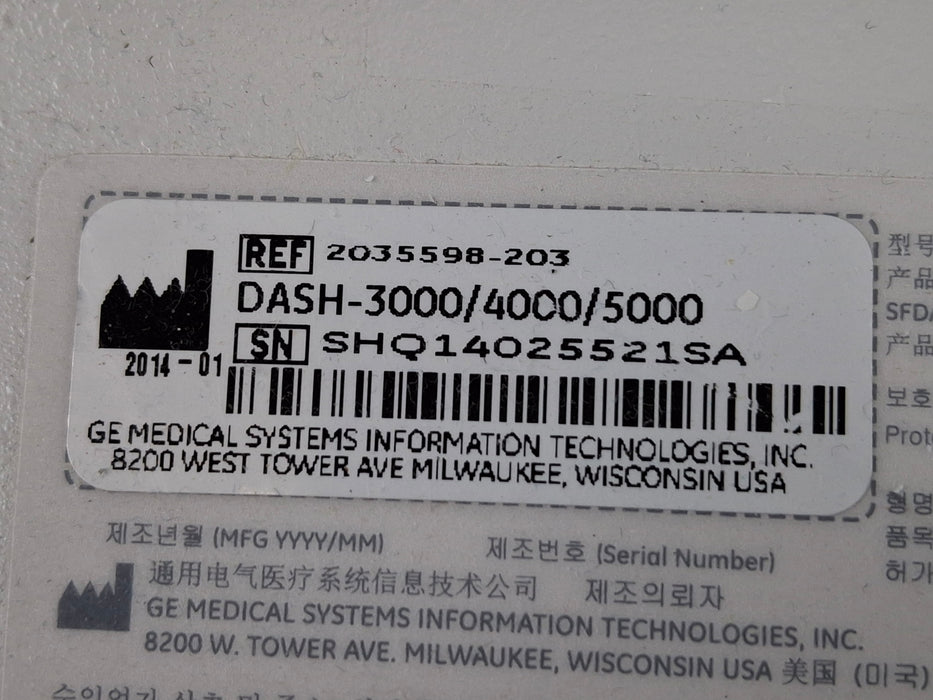 REF 2035598-203
DASH-3000/4000/5000
SN SHQ14025521SA
2014-01
GE MEDICAL SYSTEMS INFORMATION TECHNOLOGIES, INC.
8200 WEST TOWER AVE MILWAUKEE, WISCONSIN USA
型号
产品
SFDA
产品
保护
Prote
형명
품목
허가
제조년월 (MFG YYYY/MM)
제조번호 (Serial Number)
通用电气医疗系统信息技术公司 제조의뢰자
GE MEDICAL SYSTEMS INFORMATION TECHNOLOGIES, INC.
8200 W. TOWER AVE. MILWAUKEE, WISCONSIN USA 美国 (미국)